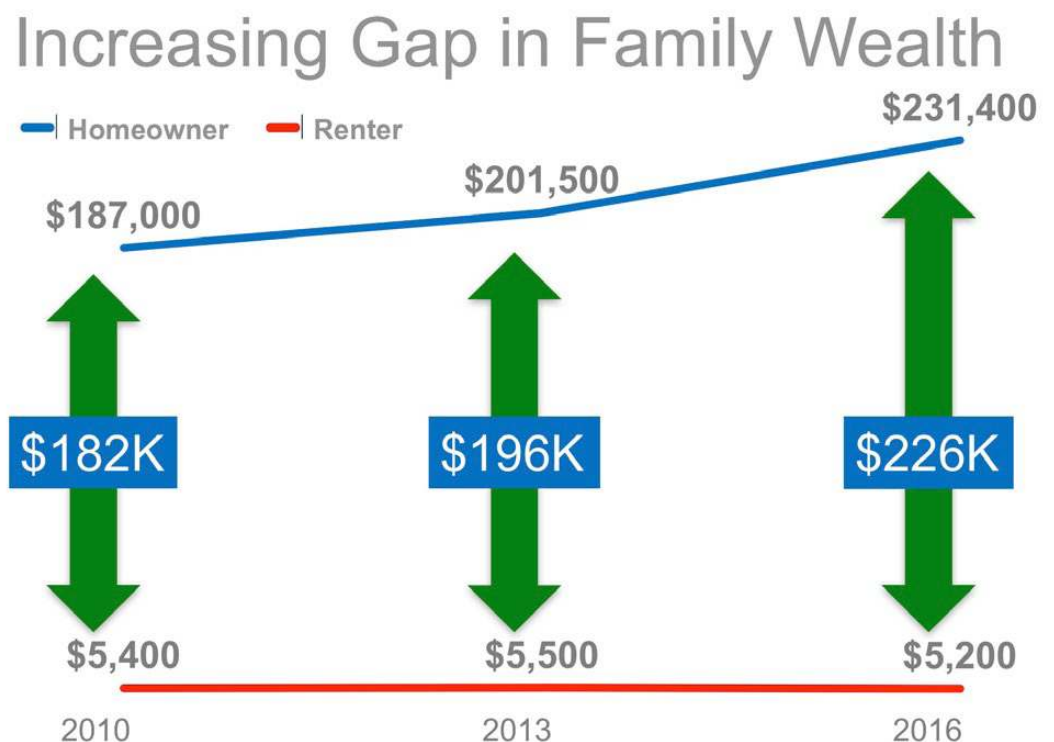 Increasing Gap in Family Wealth
Homeowner Renter
$231,400
$201,500
$187,000
$182K $196K $226K
$5,400 $5,500 $5,200
2010 2013 2016